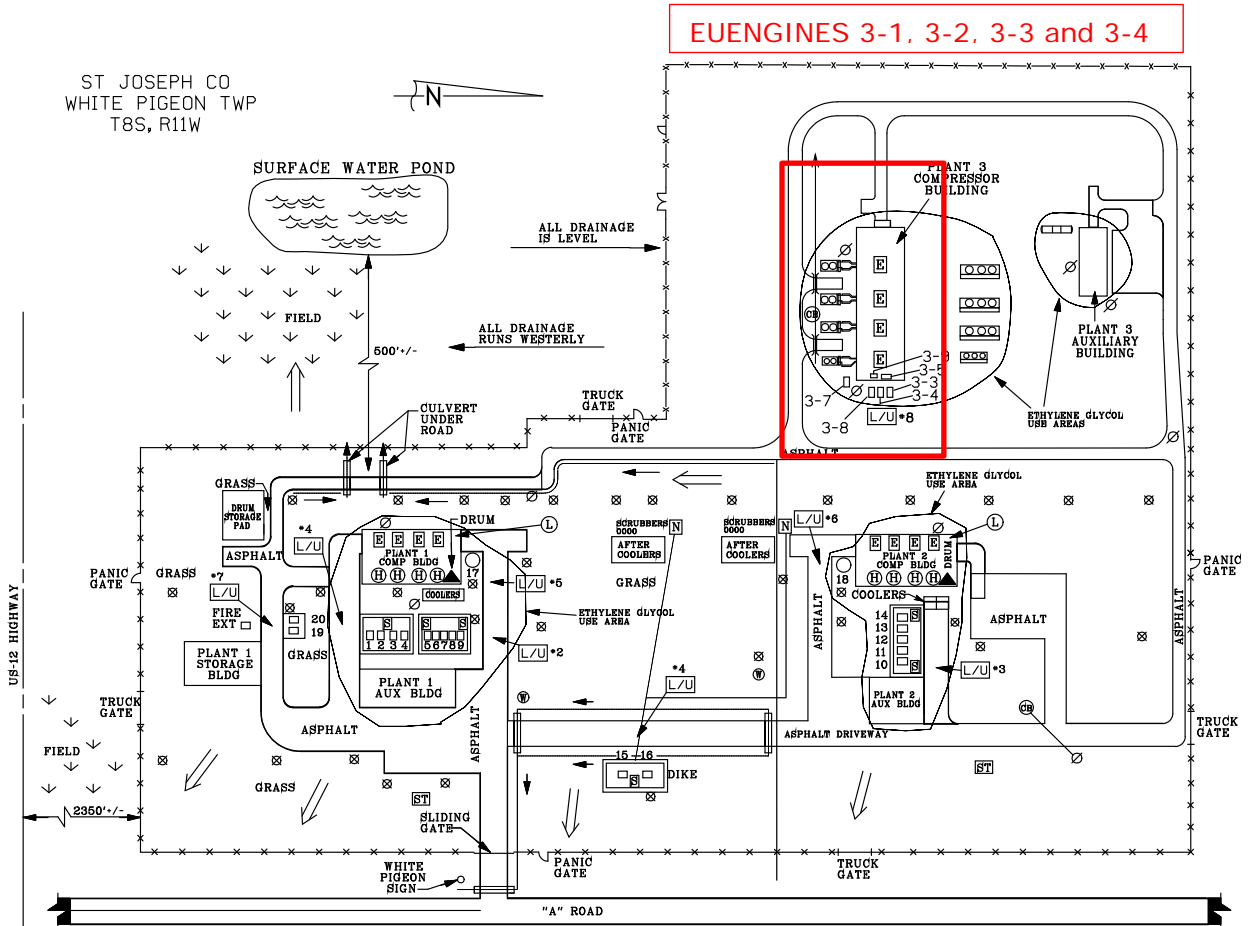 EUENGINES 3-1, 3-2, 3-3 and 3-4
ST JOSEPH CO
WHITE PIGEON TWP
T8S, R11W
N
SURFACE WATER POND
ALL DRAINAGE
IS LEVEL
PLANT 3
COMPRESSOR
BUILDING
E
E
E
E
CB
FIELD
500'+/-
ALL DRAINAGE
RUNS WESTERLY
PLANT 3
AUXILIARY
BUILDING
3-9
3-5
3-3
3-4
3-7
3-8
L/U *8
ETHYLENE GLYCOL
USE AREAS
CULVERT
UNDER
ROAD
TRUCK
GATE
PANIC
GATE
ASPHALT
GRASS
DRUM
STORAGE
PAD
*4
L/U
ASPHALT
DRUM
L
E E E E
PLANT 1
COMP BLDG
H H H H
17
COOLERS
L/U *5
SCRUBBERS
0000
N
AFTER
COOLERS
GRASS
SCRUBBERS
0000
N
AFTER
COOLERS
L/U *6
ETHYLENE GLYCOL
USE AREA
L
E E E E
PLANT 2
COMP BLDG
H H H H
DRUM
18
COOLERS
ASPHALT
PANIC
GATE
PANIC
GATE
GRASS
*7
L/U
FIRE
EXT
20
19
GRASS
S S
1 2 3 4 5 6 7 8 9
ETHYLENE GLYCOL
USE AREA
L/U *2
ASPHALT
14
13
12
11
10
S
S
L/U *3
ASPHALT
US-12 HIGHWAY
PLANT 1
STORAGE
BLDG
PLANT 1
AUX BLDG
*4
L/U
W
W
PLANT 2
AUX BLDG
CB
TRUCK
GATE
TRUCK
GATE
ASPHALT
ASPHALT
ASPHALT DRIVEWAY
FIELD
GRASS
15 16
S
DIKE
ST
ST
2350'+/-
SLIDING
GATE
WHITE
PIGEON
SIGN
PANIC
GATE
TRUCK
GATE
"A" ROAD